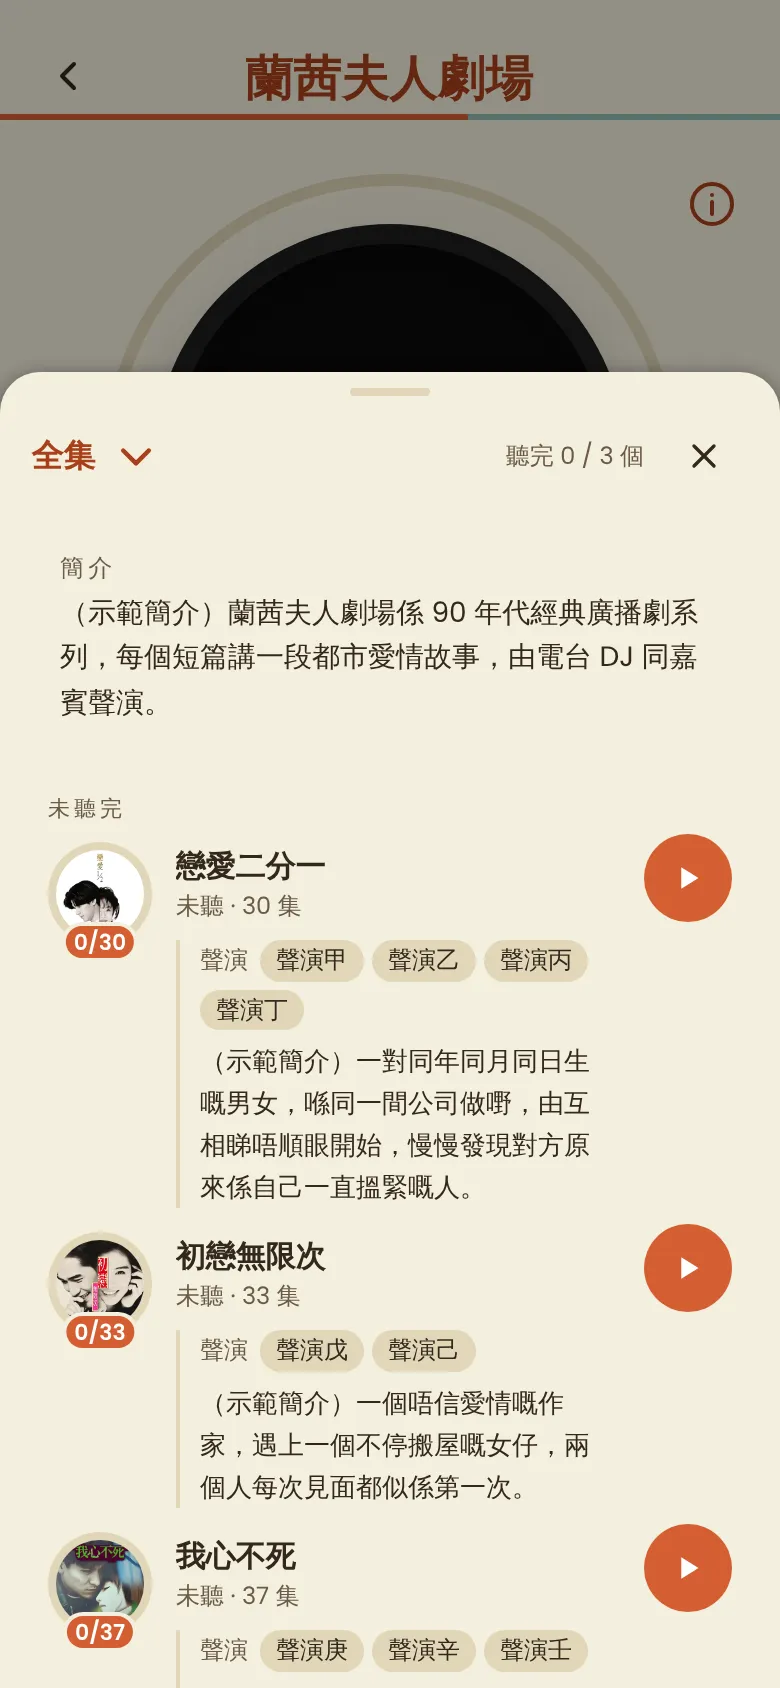 蘭茜夫人劇場
全集
聽完 0 / 3 個
簡介
（示範簡介）蘭茜夫人劇場係 90 年代經典廣播劇系
列，每個短篇講一段都市愛情故事，由電台 DJ 同嘉
賓聲演。
未聽完
戀愛二分一
未聽 · 30 集
0/30
聲演 聲演甲 聲演乙 聲演丙
聲演丁
（示範簡介）一對同年同月同日生
嘅男女，喺同一間公司做嘢，由互
相睇唔順眼開始，慢慢發現對方原
來係自己一直搵緊嘅人。
初戀無限次
未聽 · 33 集
初戀
0/33
聲演 聲演戊 聲演己
（示範簡介）一個唔信愛情嘅作
家，遇上一個不停搬屋嘅女仔，兩
個人每次見面都似係第一次。
我心不死
未聽 · 37 集
我心不死
0/37
聲演 聲演庚 聲演辛 聲演壬